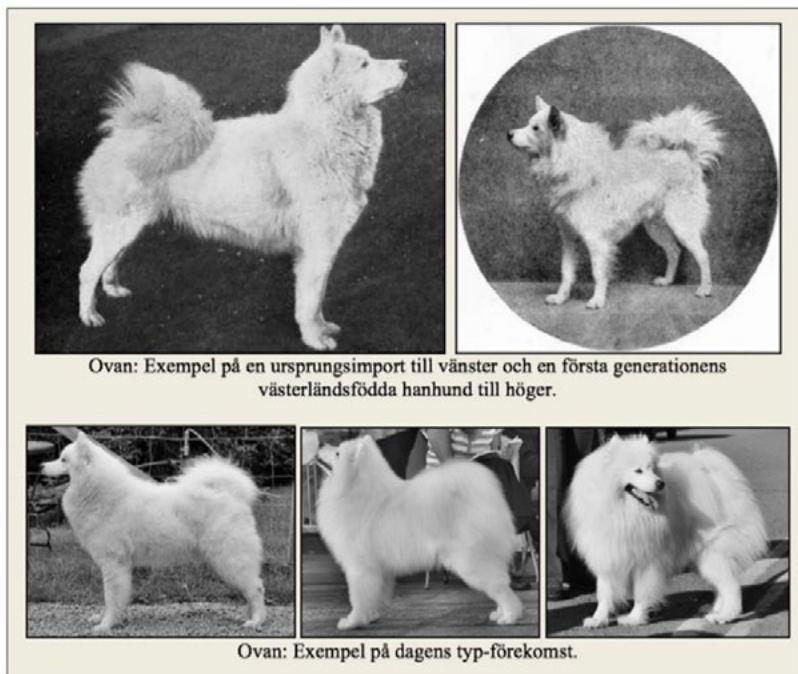 Ovan: Exempel på en ursprungsimport till vänster och en första generationens
västerländsfödda hanhund till höger.
Ovan: Exempel på dagens typ-förekomst.